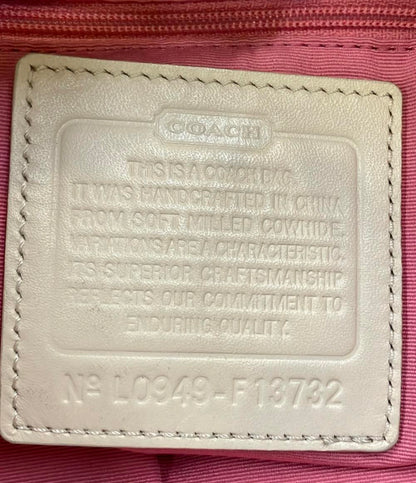 COACH
THIS IS A COACH BAG.
IT WAS HANDCRAFTED IN CHINA
FROM SOFT MILLED COWHIDE.
VARIATIONS ARE A CHARACTERISTIC.
ITS SUPERIOR CRAFTSMANSHIP
REFLECTS OUR COMMITMENT TO
ENDURING QUALITY.
Nº L0949-F13732